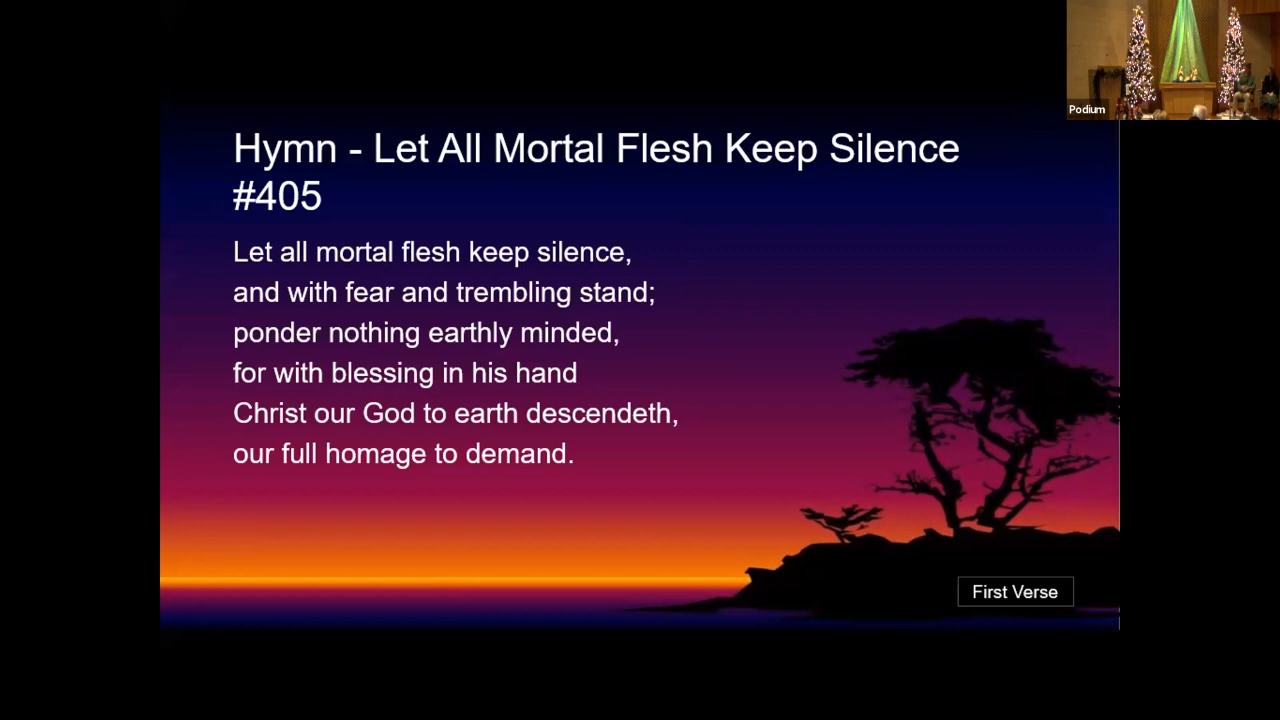 Podium
Hymn - Let All Mortal Flesh Keep Silence
#405
Let all mortal flesh keep silence,
and with fear and trembling stand;
ponder nothing earthly minded,
for with blessing in his hand
Christ our God to earth descendeth,
our full homage to demand.
First Verse